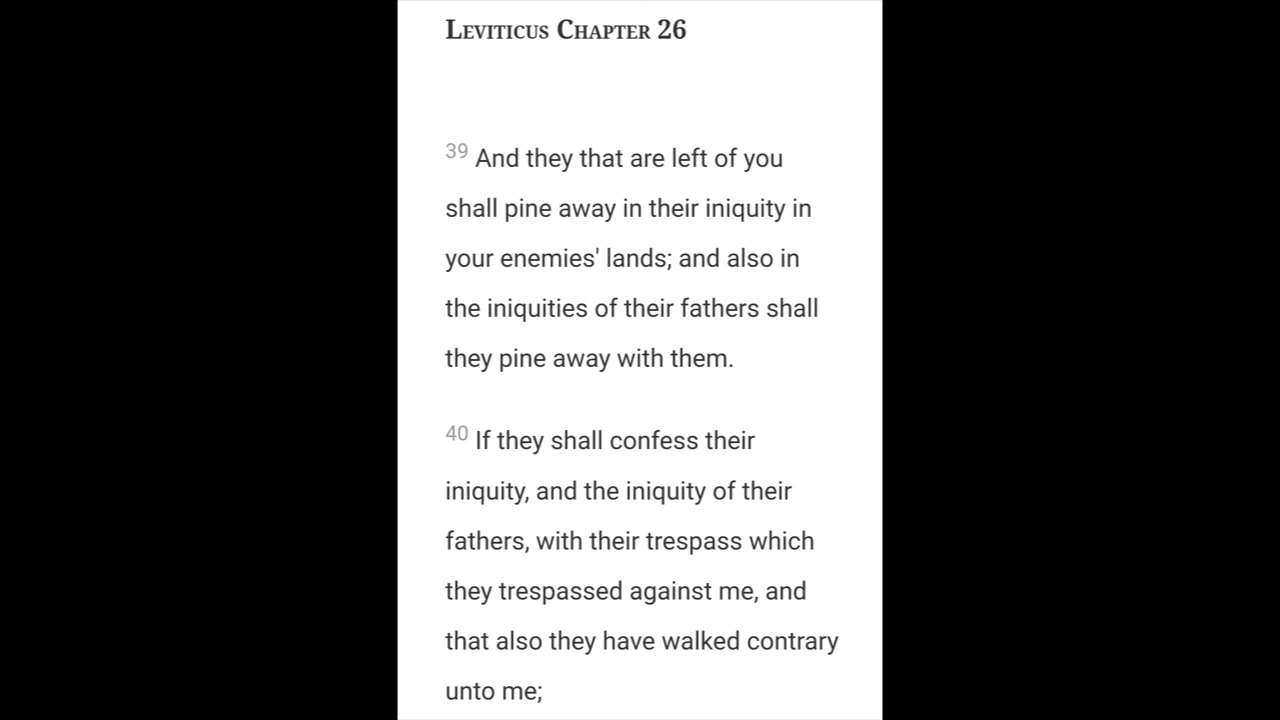 Leviticus Chapter 26
39 And they that are left of you
shall pine away in their iniquity in
your enemies' lands; and also in
the iniquities of their fathers shall
they pine away with them.
40 If they shall confess their
iniquity, and the iniquity of their
fathers, with their trespass which
they trespassed against me, and
that also they have walked contrary
unto me;